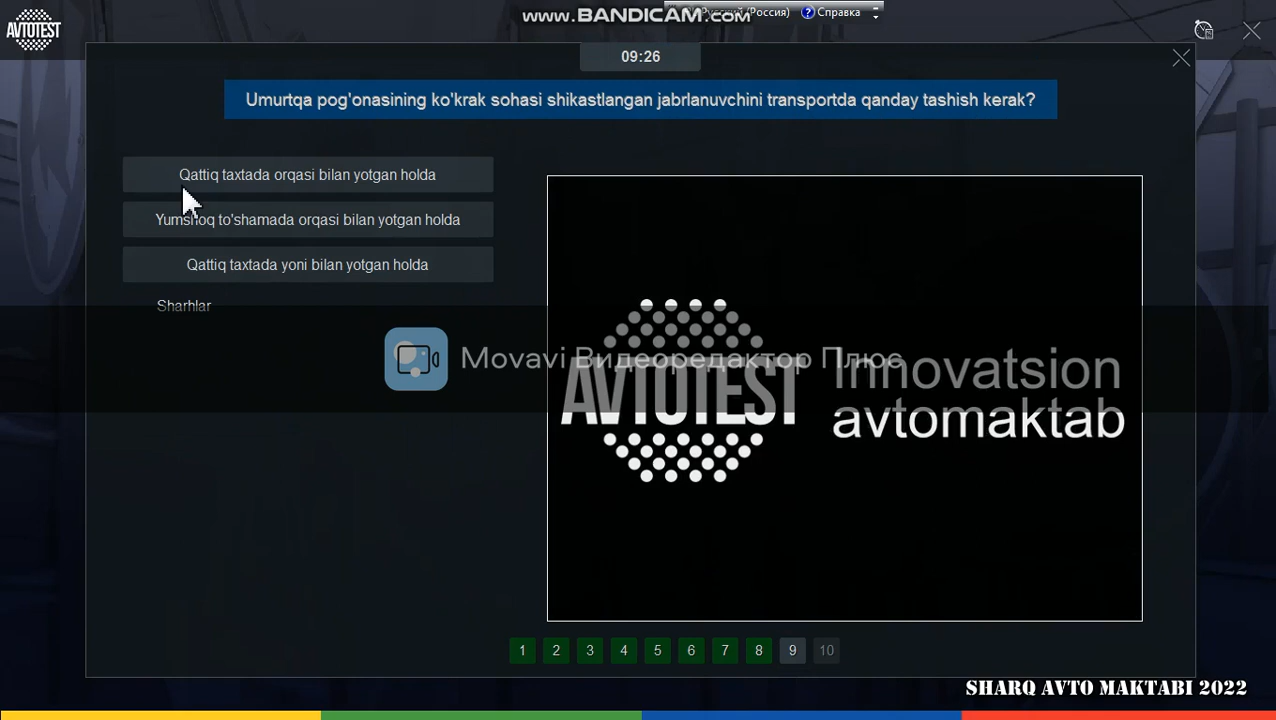 www.BANDICAM.com
(Россия)
Справка
AVTOTEST
09:26
Umurtqa pog'onasining ko'krak sohasi shikastlangan jabrlanuvchini transportda qanday tashish kerak?
Qattiq taxtada orqasi bilan yotgan holda
Yumshoq to'shamada orqasi bilan yotgan holda
Qattiq taxtada yoni bilan yotgan holda
Sharhlar
Movavi Видеоредактор Плюс
AVTOTEST
Innovatsion
avtomaktab
1 2 3 4 5 6 7 8 9 10
SHARQ AVTO MAKTABI 2022